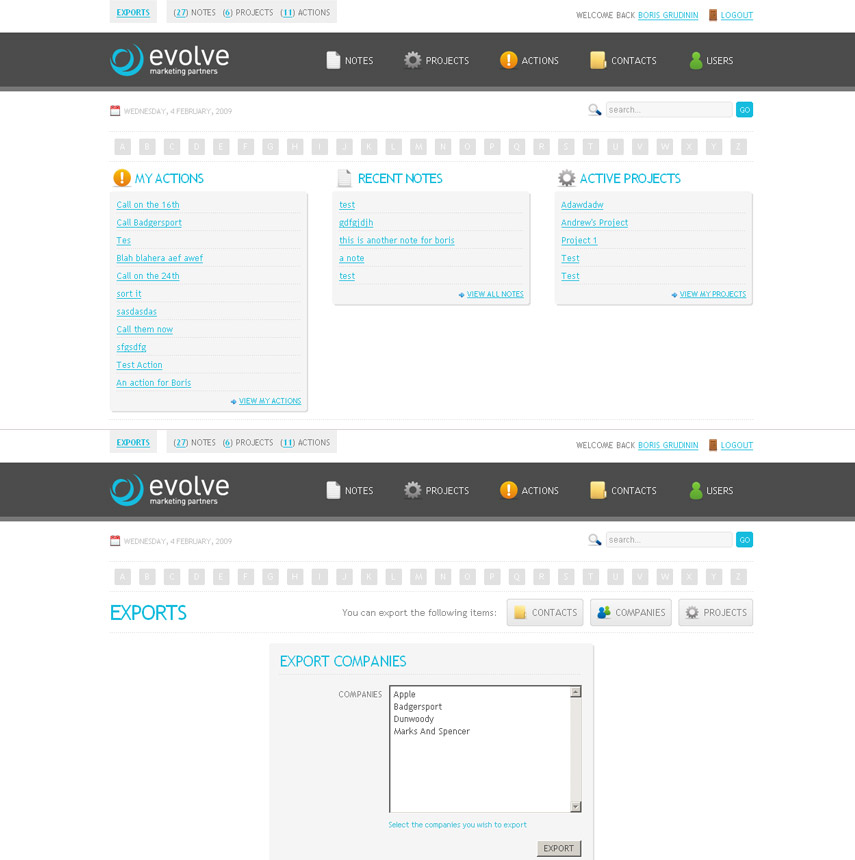 EXPORTS (27) NOTES (6) PROJECTS (11) ACTIONS WELCOME BACK BORIS GRUDININ LOGOUT
evolve
marketing partners
NOTES PROJECTS ACTIONS CONTACTS USERS
WEDNESDAY, 4 FEBRUARY, 2009 search... GO
A B C D E F G H I J K L M N O P Q R S T U V W X Y Z
MY ACTIONS
Call on the 16th
Call Badgersport
Tes
Blah blahera aef awef
Call on the 24th
sort it
sasdasdas
Call them now
sfgsdfg
Test Action
An action for Boris
VIEW MY ACTIONS
RECENT NOTES
test
gdfgjdjh
this is another note for boris
a note
test
VIEW ALL NOTES
ACTIVE PROJECTS
Adawdadw
Andrew's Project
Project 1
Test
Test
VIEW MY PROJECTS
EXPORTS (27) NOTES (6) PROJECTS (11) ACTIONS WELCOME BACK BORIS GRUDININ LOGOUT
evolve
marketing partners
NOTES PROJECTS ACTIONS CONTACTS USERS
WEDNESDAY, 4 FEBRUARY, 2009 search... GO
A B C D E F G H I J K L M N O P Q R S T U V W X Y Z
EXPORTS You can export the following items: CONTACTS COMPANIES PROJECTS
EXPORT COMPANIES
COMPANIES
Apple
Badgersport
Dunwoody
Marks And Spencer
Select the companies you wish to export
EXPORT